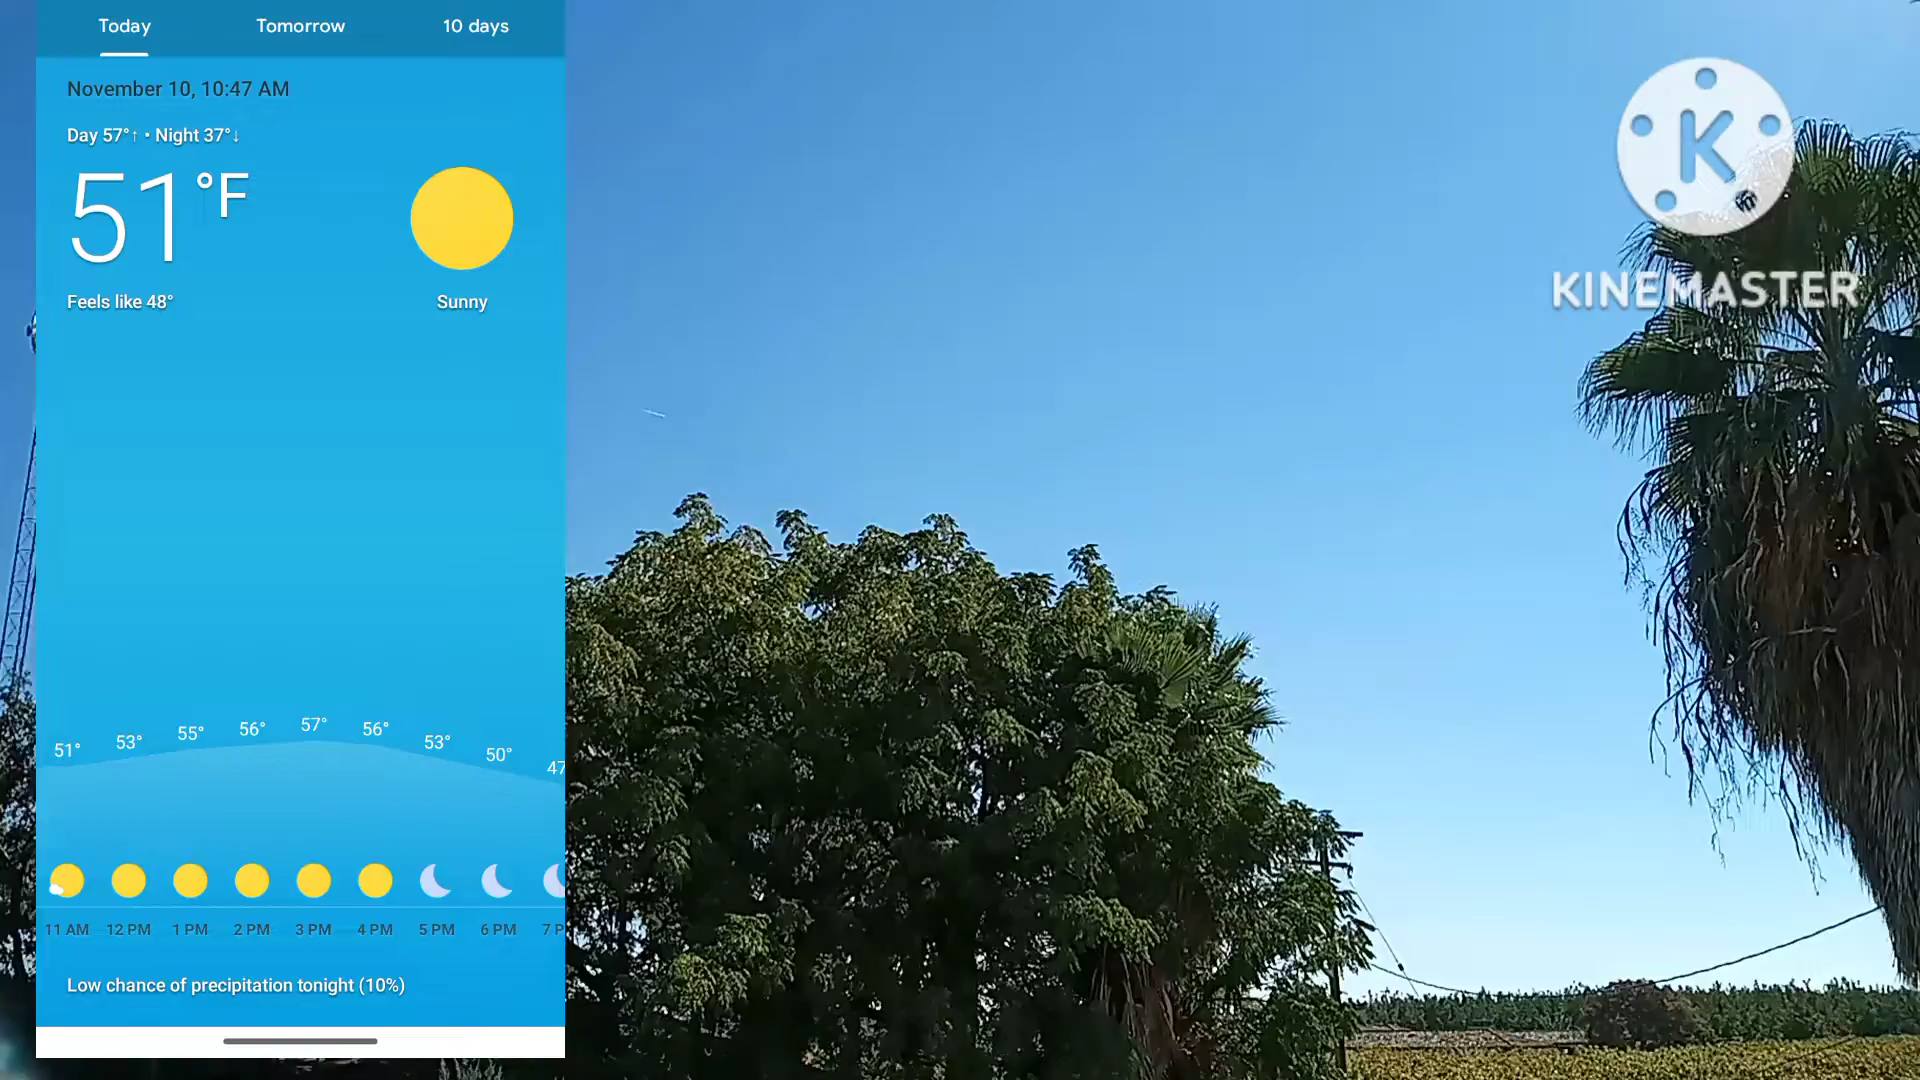 Today Tomorrow 10 days
November 10, 10:47 AM
Day 57°↑ • Night 37°↓
51 °F
Feels like 48° Sunny
51° 53° 55° 56° 57° 56° 53° 50° 47
11 AM 12 PM 1 PM 2 PM 3 PM 4 PM 5 PM 6 PM 7 P
Low chance of precipitation tonight (10%)
K
KINEMASTER